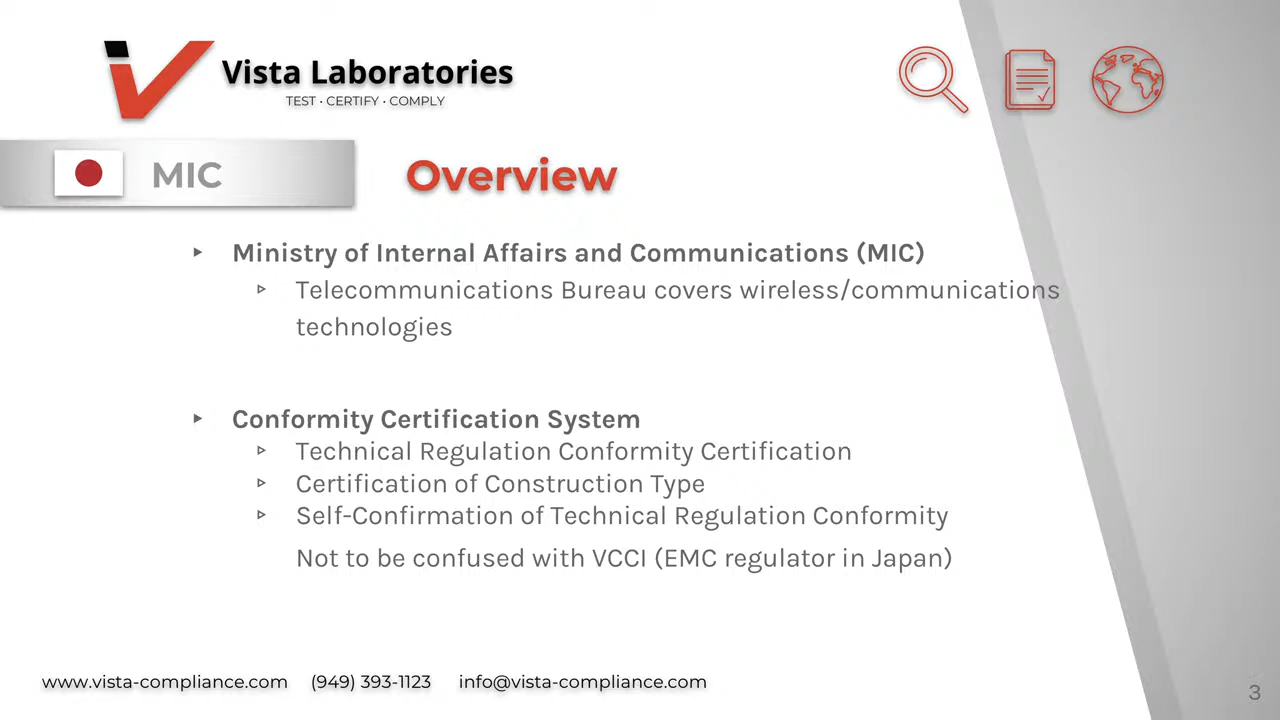 Vista Laboratories
TEST · CERTIFY · COMPLY
MIC
Overview
▸ Ministry of Internal Affairs and Communications (MIC)
▹ Telecommunications Bureau covers wireless/communications
technologies
▸ Conformity Certification System
▹ Technical Regulation Conformity Certification
▹ Certification of Construction Type
▹ Self-Confirmation of Technical Regulation Conformity
Not to be confused with VCCI (EMC regulator in Japan)
www.vista-compliance.com (949) 393-1123 info@vista-compliance.com
3